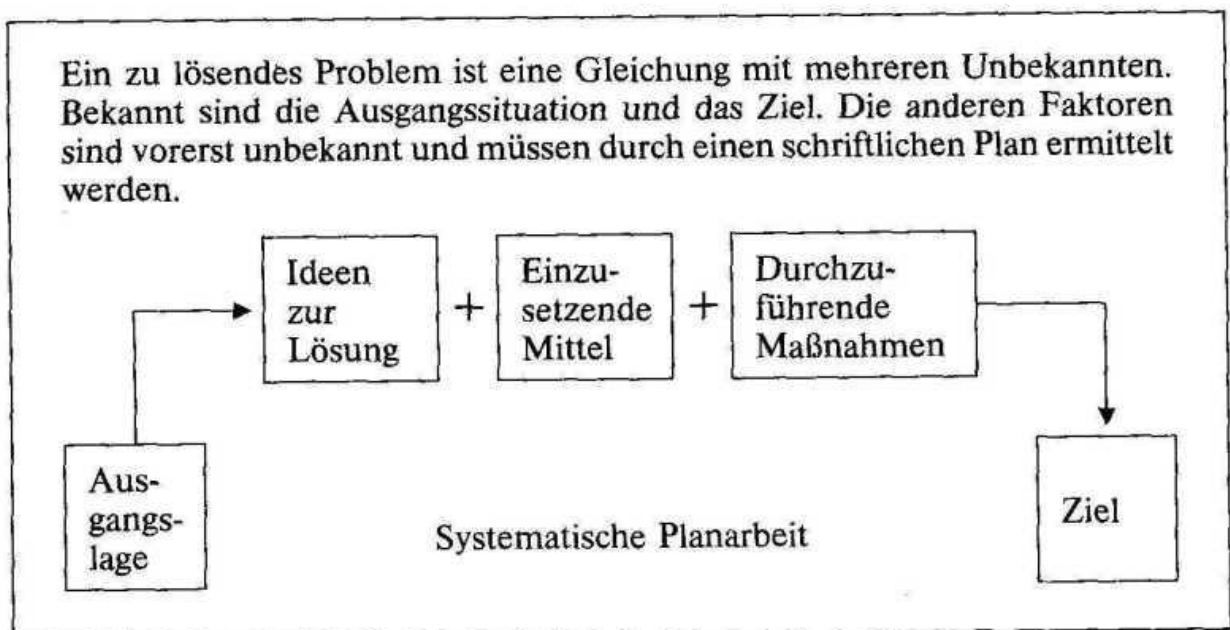 Ein zu lösendes Problem ist eine Gleichung mit mehreren Unbekannten.
Bekannt sind die Ausgangssituation und das Ziel. Die anderen Faktoren
sind vorerst unbekannt und müssen durch einen schriftlichen Plan ermittelt
werden.
Ideen
zur
Lösung
+
Einzu-
setzende
Mittel
+
Durchzu-
führende
Maßnahmen
Aus-
gangs-
lage
Systematische Planarbeit
Ziel